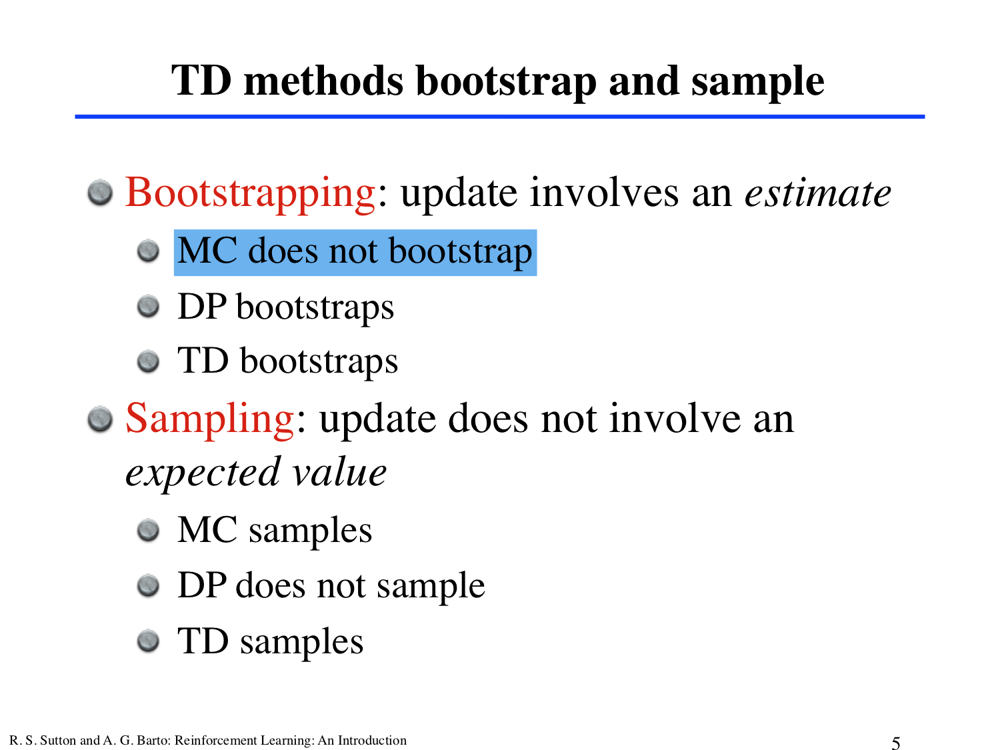 TD methods bootstrap and sample
Bootstrapping: update involves an estimate
MC does not bootstrap
DP bootstraps
TD bootstraps
Sampling: update does not involve an
expected value
MC samples
DP does not sample
TD samples
R. S. Sutton and A. G. Barto: Reinforcement Learning: An Introduction
5